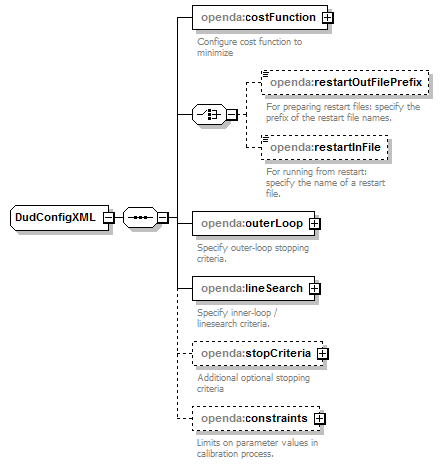 openda:costFunction
Configure cost function to
minimize
openda:restartOutFilePrefix
For preparing restart files: specify the
prefix of the restart file names.
openda:restartInFile
For running from restart:
specify the name of a restart
file.
DudConfigXML
openda:outerLoop
Specify outer-loop stopping
criteria.
openda:lineSearch
Specify inner-loop /
linesearch criteria.
openda:stopCriteria
Additional optional stopping
criteria
openda:constraints
Limits on parameter values in
calibration process.